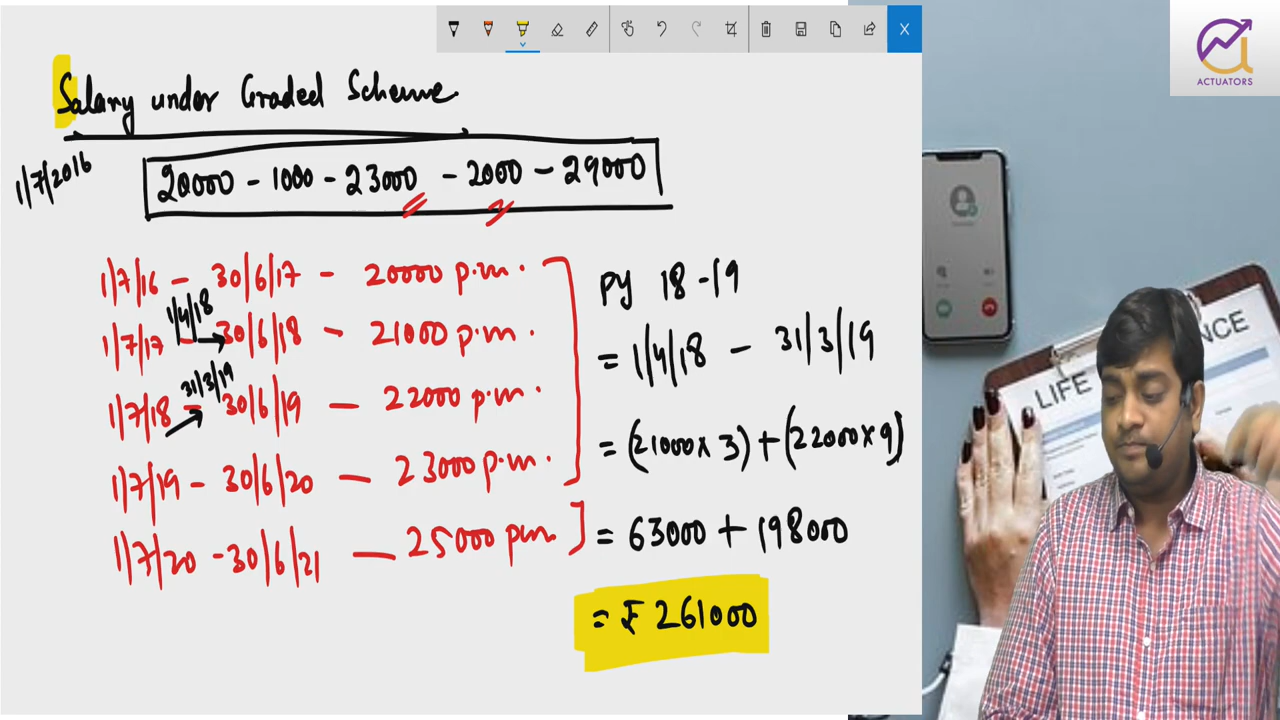 ACTUATORS
Salary under Graded Scheme
1/7/2016
20000 - 1000 - 23000 - 2000 - 29000
1/7/16 - 30/6/17 - 20000 p.m.
1/4/18
1/7/17 - 30/6/18 - 21000 p.m.
31/3/19
1/7/18 - 30/6/19 - 22000 p.m.
1/7/19 - 30/6/20 - 23000 p.m.
1/7/20 - 30/6/21 - 25000 p.m.
PY 18-19
= 1/4/18 - 31/3/19
= (21000 x 3) + (22000 x 9)
= 63000 + 198000
= ₹ 261000
LIFE